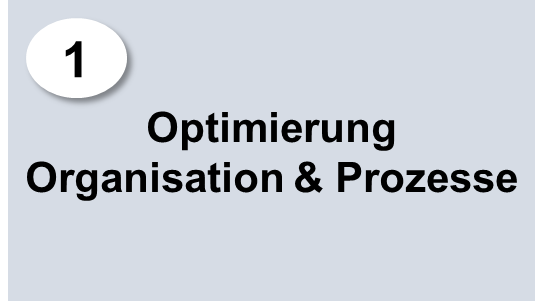 1
Optimierung
Organisation & Prozesse